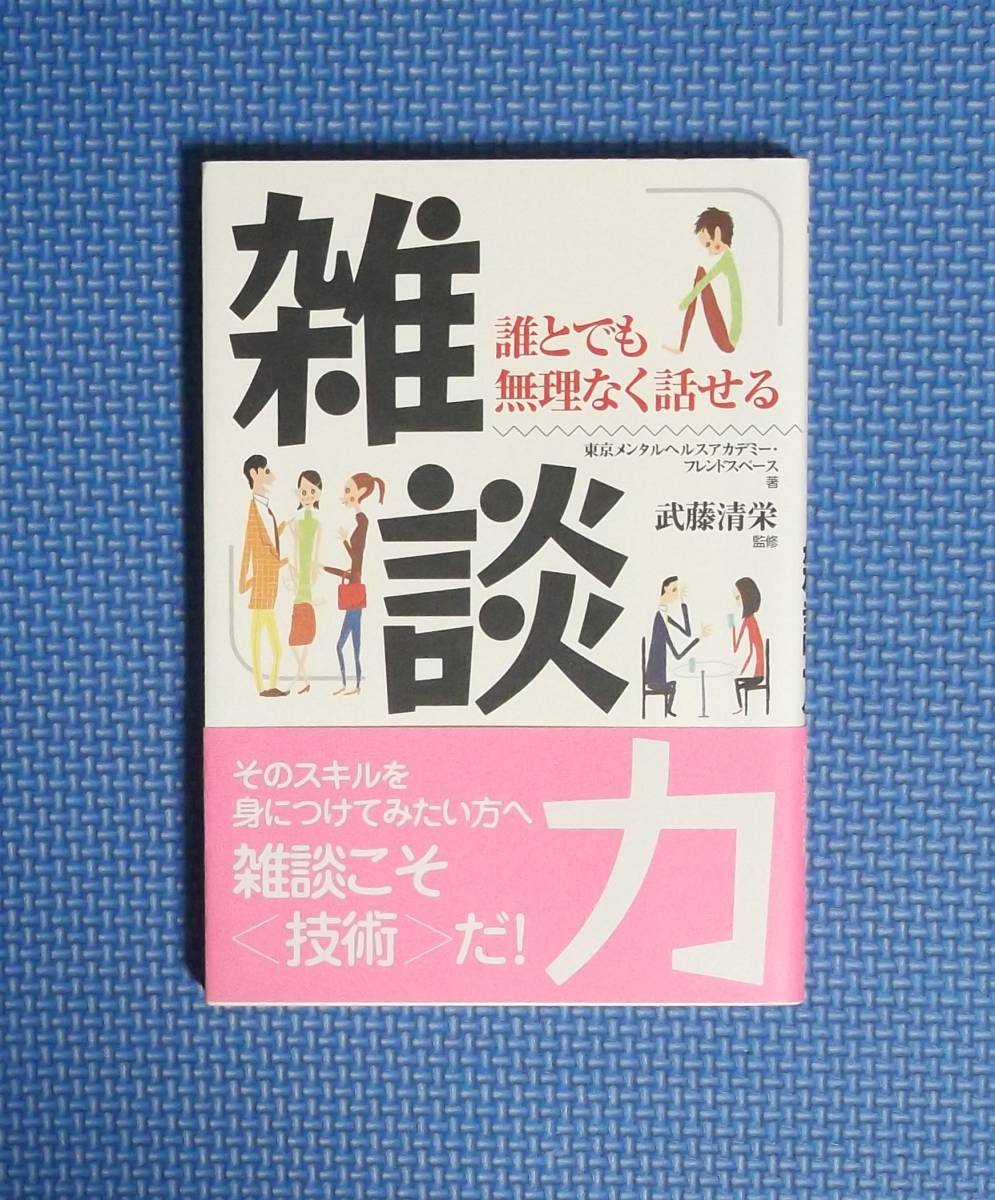 雑談
誰とでも
無理なく話せる
東京メンタルヘルスアカデミー・
フレンドスペース
著
武藤清栄
監修
力
そのスキルを
身につけてみたい方へ
雑談こそ
〈技術〉だ!